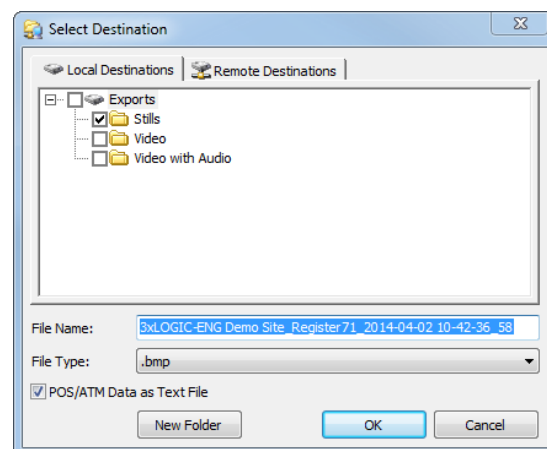 Select Destination
Local Destinations
Remote Destinations
Exports
Stills
Video
Video with Audio
File Name:
3xLOGIC-ENG Demo Site_Register71_2014-04-02 10-42-36_58
File Type:
.bmp
POS/ATM Data as Text File
New Folder
OK
Cancel